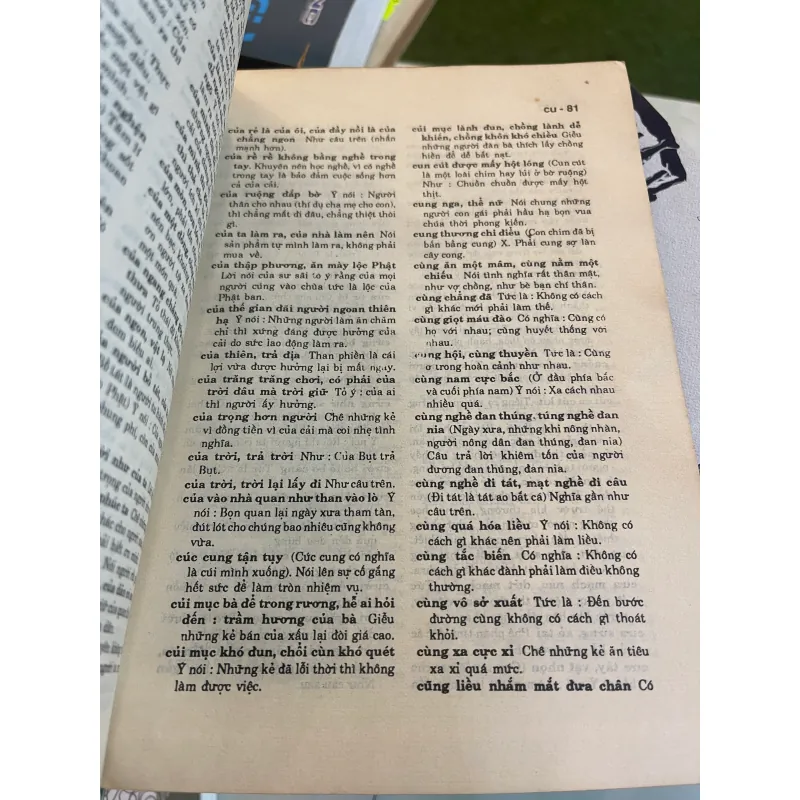 cu - 81
của rẻ là của ôi, của đầy nồi là của
chẳng ngon Như câu trên (nhấn
mạnh hơn).
của rề rề không bằng nghề trong
tay. Khuyên nên học nghề, vì có nghề
trong tay là bảo đảm cuộc sống hơn
cả của cải.
của ruộng đắp bờ Ý nói : Người
thân cho nhau (thí dụ cha mẹ cho con),
thì chẳng mất đi đâu, chẳng thiệt thòi
gì.
của ta làm ra, của nhà làm nên Nói
sản phẩm tự mình làm ra, không phải
mua về.
của thập phương, ăn mày lộc Phật
Lời nói của sư sãi to ý rằng của mọi
người cúng vào chùa tức là lộc của
Phật ban.
của thế gian đãi người ngoan thiên
hạ Ý nói : Những người làm ăn chăm
chỉ thì xứng đáng được hưởng của
cải do sức lao động làm ra.
của thiên, trả địa Than phiền là cái
lợi vừa được hưởng lại bị mất ngay.
của trăng trăng chơi, có phải của
trời đâu mà trời giữ Tỏ ý : của ai
thì người ấy hưởng.
của trọng hơn người Chê những kẻ
vì đồng tiền vì của cải mà coi nhẹ tình
nghĩa.
của trời, trả trời Như : Của Bụt trả
Bụt.
của trời, trời lại lấy đi Như câu trên.
của vào nhà quan như than vào lò Ý
nói : Bọn quan lại ngày xưa tham tàn,
đút lót cho chúng bao nhiêu cũng không
vừa.
cúc cung tận tụy (Cúc cung có nghĩa
là cúi mình xuống). Nói lên sự cố gắng
hết sức để làm tròn nhiệm vụ.
củi mục bà để trong rương, hễ ai hỏi
đến : trầm hương của bà Giễu
những kẻ bán của xấu lại đòi giá cao.
củi mục khó đun, chổi cùn khó quét
Ý nói : Những kẻ đã lỗi thời thì không
làm được việc.
củi mục lành đun, chồng lành dễ
khiến, chồng khôn khó chiều Giễu
những người đàn bà thích lấy chồng
hiền để dễ bắt nạt.
cun cút được mấy hột lông (Cun cút
là một loài chim hay lủi ở bờ ruộng)
Như : Chuồn chuồn được mấy hột
thịt.
cung nga, thể nữ Nói chung những
người con gái phải hầu hạ bọn vua
chúa thời phong kiến.
cung thương chi điểu (Con chim đã bị
bắn bằng cung) X. Phải cung sợ làn
cây cong.
cùng ăn một mâm, cùng nằm một
chiếu Nói tình nghĩa rất thân mật,
như vợ chồng, như bè bạn chí thân.
cùng chẳng đã Tức là : Không có cách
gì khác mới phải làm thế.
cùng giọt máu đào Có nghĩa : Cùng có
họ với nhau; cùng huyết thống với
nhau.
cùng hội, cùng thuyền Tức là : Cùng
ở trong hoàn cảnh như nhau.
cùng nam cực bắc (Ở đầu phía bắc
và cuối phía nam) Ý nói : Xa cách nhau
nhiều quá.
cùng nghề đan thúng, túng nghề đan
nia (Ngày xưa, những khi nông nhàn,
người nông dân đan thúng, đan nia)
Câu trả lời khiêm tốn của người
đương đan thúng, đan nia.
cùng nghề đi tát, mạt nghề đi câu
(Đi tát là tát ao bắt cá) Nghĩa gần như
câu trên.
cùng quá hóa liều Ý nói : Không có
cách gì khác nên phải làm liều.
cùng tắc biến Có nghĩa : Không có
cách gì khác đành phải làm điều không
thường.
cùng vô sở xuất Tức là : Đến bước
đường cùng không có cách gì thoát
khỏi.
cùng xa cực xỉ Chê những kẻ ăn tiêu
xa xỉ quá mức.
cũng liều nhắm mắt đưa chân Có